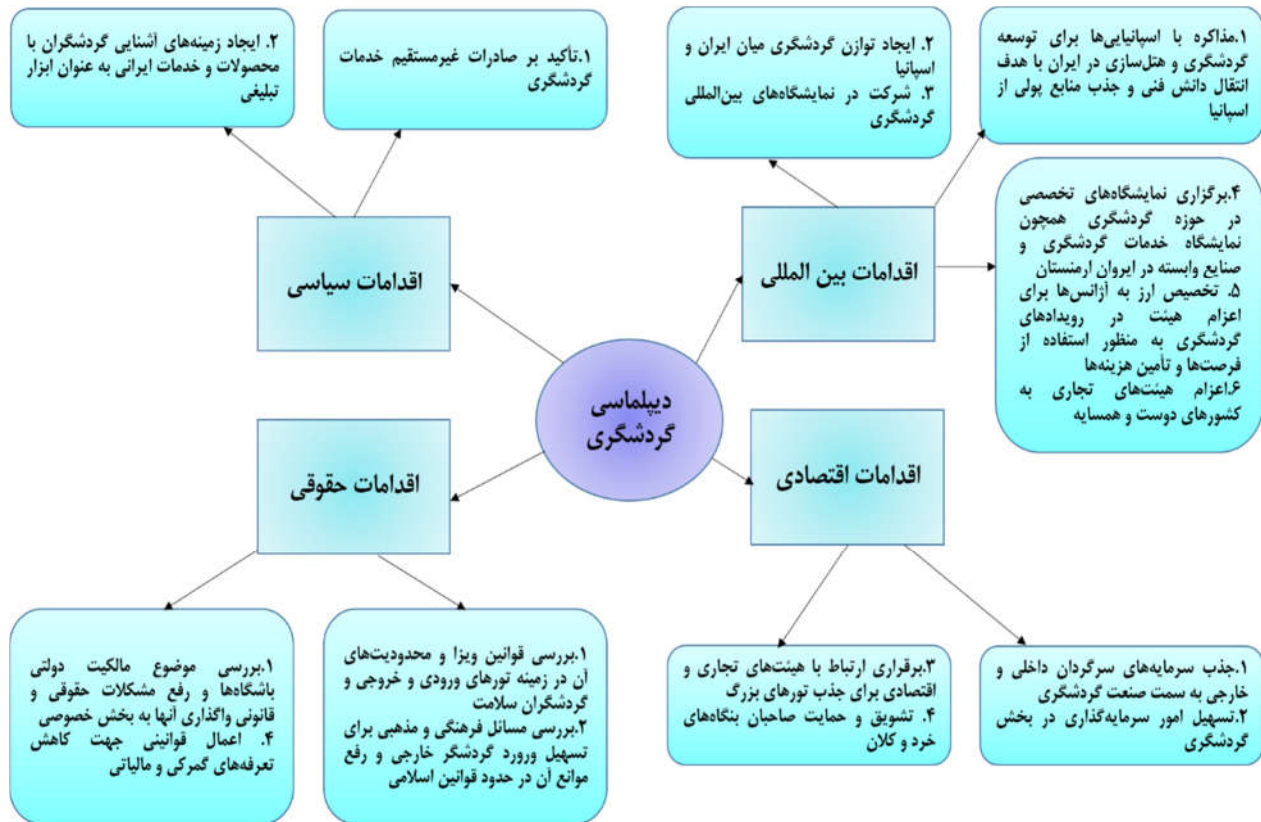 ۱.مذاکره با اسپانیایی‌ها برای توسعه
گردشگری و هتل‌سازی در ایران با هدف
انتقال دانش فنی و جذب منابع پولی از
اسپانیا
۲. ایجاد توازن گردشگری میان ایران و
اسپانیا
۳. شرکت در نمایشگاه‌های بین‌المللی
گردشگری
۱.تأکید بر صادرات غیرمستقیم خدمات
گردشگری
۲. ایجاد زمینه‌های آشنایی گردشگران با
محصولات و خدمات ایرانی به عنوان ابزار
تبلیغی
۴.برگزاری نمایشگاه‌های تخصصی
در حوزه گردشگری همچون
نمایشگاه خدمات گردشگری و
صنایع وابسته در ایروان ارمنستان
۵. تخصیص ارز به آژانس‌ها برای
اعزام هیئت در رویدادهای
گردشگری به منظور استفاده از
فرصت‌ها و تأمین هزینه‌ها
۶.اعزام هیئت‌های تجاری به
کشورهای دوست و همسایه
اقدامات بین المللی
اقدامات سیاسی
دیپلماسی
گردشگری
اقدامات اقتصادی
اقدامات حقوقی
۱.جذب سرمایه‌های سرگردان داخلی و
خارجی به سمت صنعت گردشگری
۲.تسهیل امور سرمایه‌گذاری در بخش
گردشگری
۳.برقراری ارتباط با هیئت‌های تجاری و
اقتصادی برای جذب تورهای بزرگ
۴. تشویق و حمایت صاحبان بنگاه‌های
خرد و کلان
۱.بررسی قوانین ویزا و محدودیت‌های
آن در زمینه تورهای ورودی و خروجی و
گردشگران سلامت
۲.بررسی مسائل فرهنگی و مذهبی برای
تسهیل وورود گردشگر خارجی و رفع
موانع آن در حدود قوانین اسلامی
۱.بررسی موضوع مالکیت دولتی
باشگاه‌ها و رفع مشکلات حقوقی و
قانونی واگذاری آنها به بخش خصوصی
۴. اعمال قوانینی جهت کاهش
تعرفه‌های گمرکی و مالیاتی